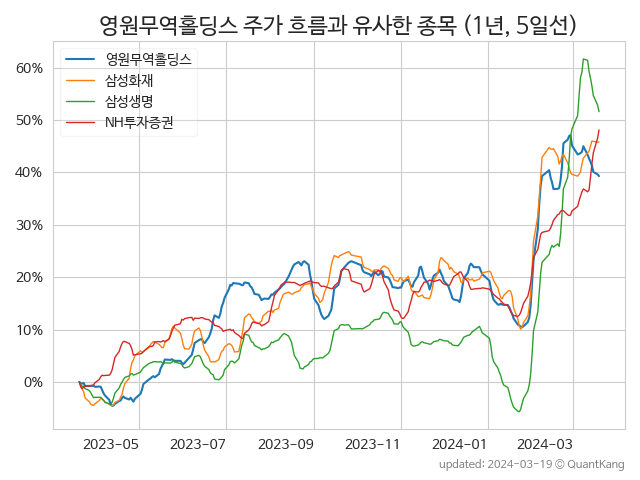 영원무역홀딩스 주가 흐름과 유사한 종목 (1년, 5일선)
영원무역홀딩스
삼성화재
삼성생명
NH투자증권
60%
50%
40%
30%
20%
10%
0%
2023-05 2023-07 2023-09 2023-11 2024-01 2024-03
updated: 2024-03-19 © QuantKang